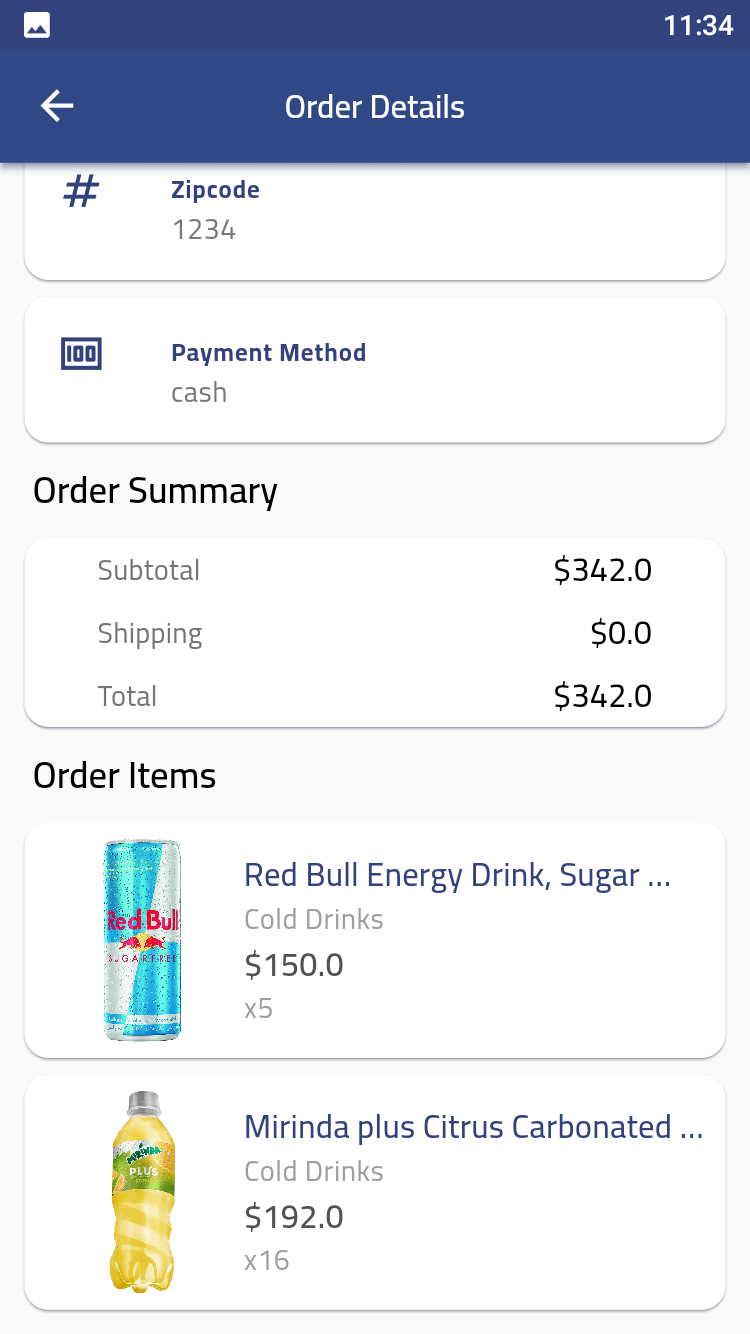 11:34
Order Details
Zipcode
1234
100
Payment Method
cash
Order Summary
Subtotal $342.0
Shipping $0.0
Total $342.0
Order Items
Red Bull Energy Drink, Sugar ...
Cold Drinks
$150.0
x5
Red Bull
SUGARFREE
Mirinda plus Citrus Carbonated ...
Cold Drinks
$192.0
x16
MIRINDA
PLUS